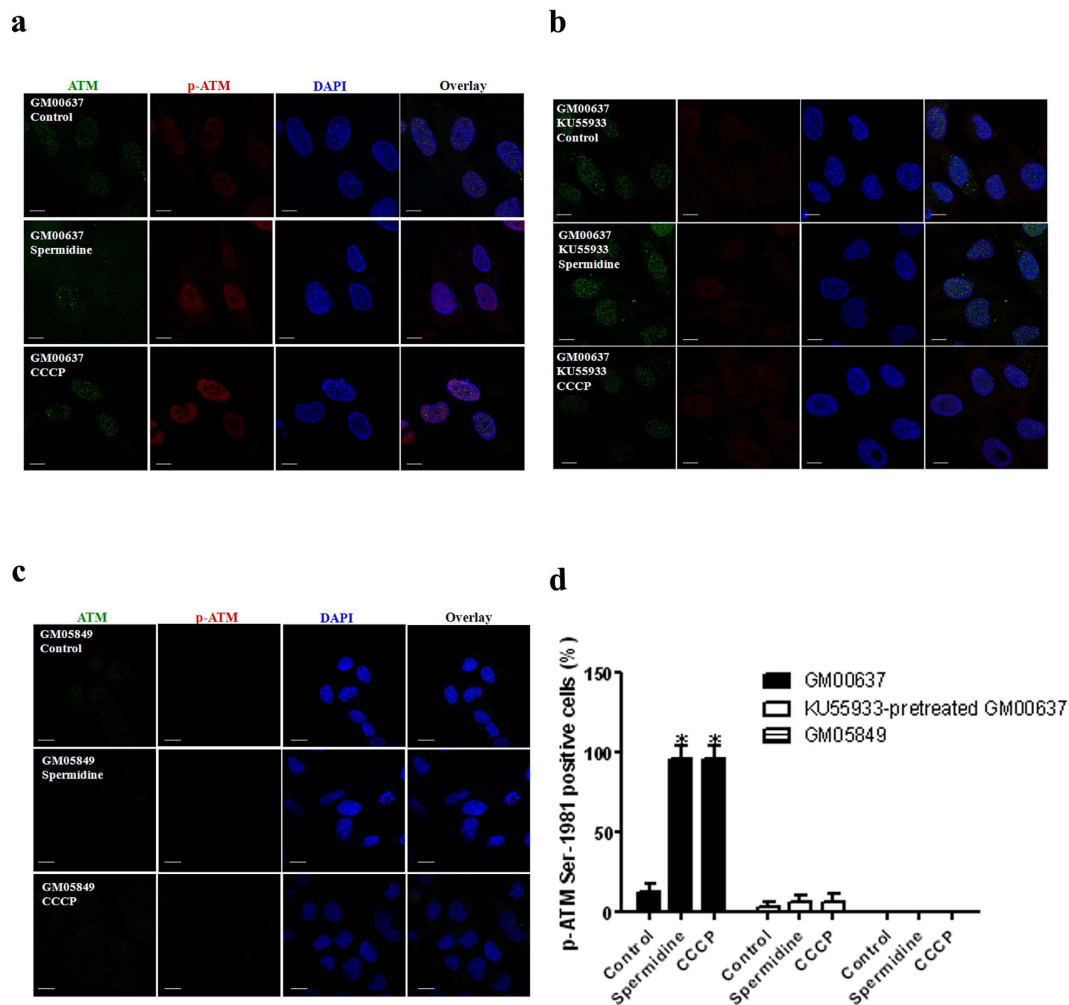 a
ATM p-ATM DAPI Overlay
GM00637
Control
GM00637
Spermidine
GM00637
CCCP
b
GM00637
KU55933
Control
GM00637
KU55933
Spermidine
GM00637
KU55933
CCCP
c
ATM p-ATM DAPI Overlay
GM05849
Control
GM05849
Spermidine
GM05849
CCCP
d
p-ATM Ser-1981 positive cells (%)
150
100
50
0
* *
GM00637
KU55933-pretreated GM00637
GM05849
Control Spermidine CCCP Control Spermidine CCCP Control Spermidine CCCP